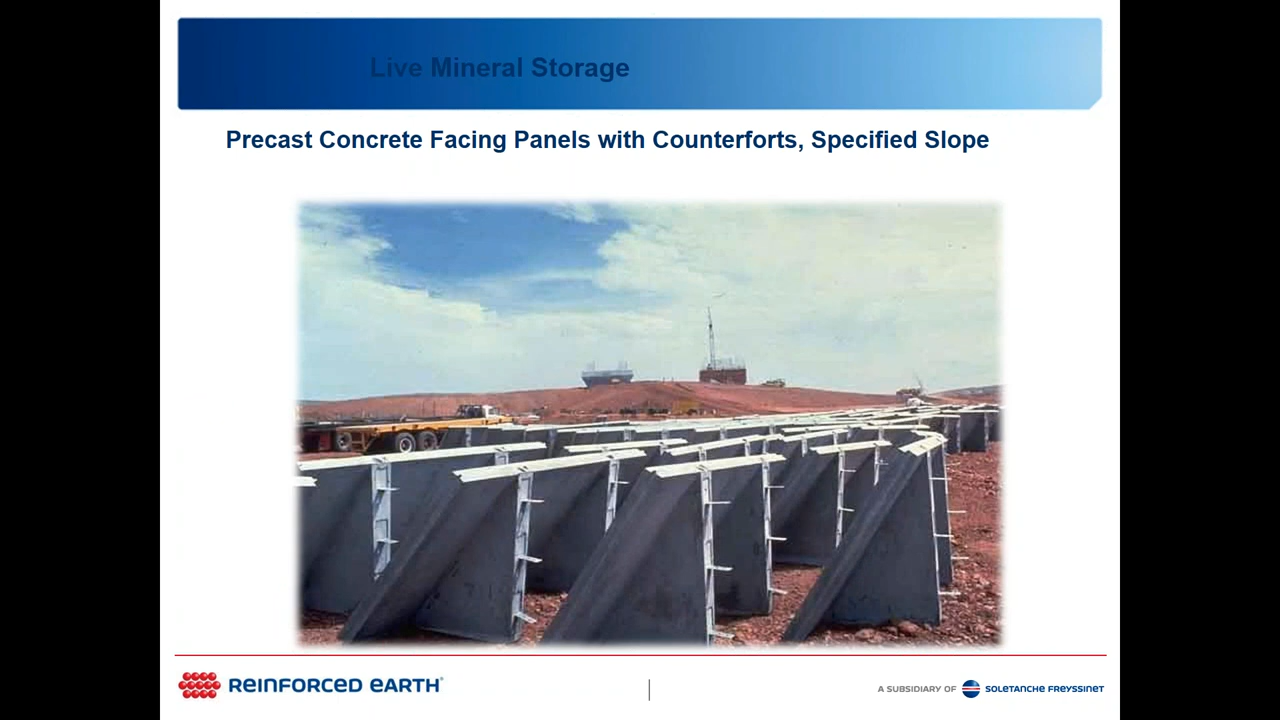 Live Mineral Storage
Precast Concrete Facing Panels with Counterforts, Specified Slope
REINFORCED EARTH®
A SUBSIDIARY OF SOLETANCHE FREYSSINET